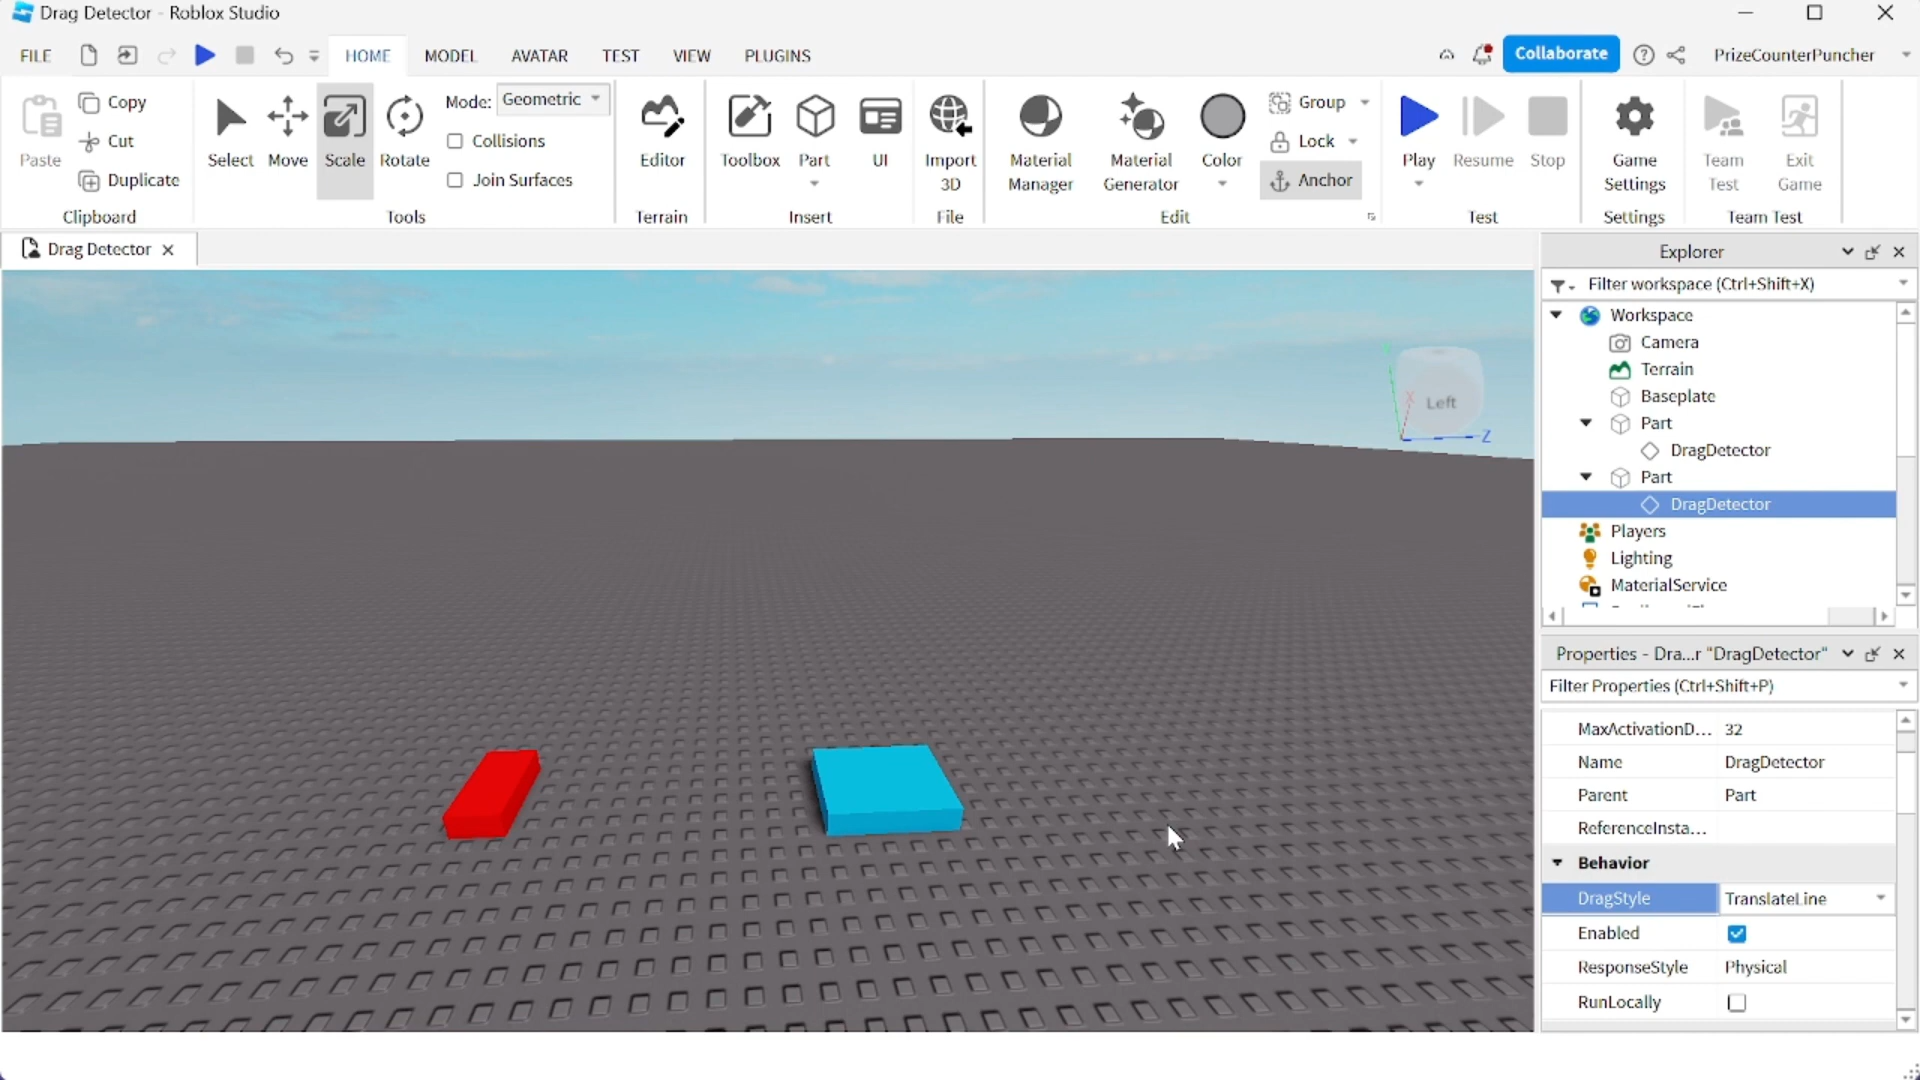 Drag Detector - Roblox Studio
FILE HOME MODEL AVATAR TEST VIEW PLUGINS Collaborate PrizeCounterPuncher
Paste Copy Cut Duplicate
Clipboard
Select Move Scale Rotate Mode: Geometric
Collisions
Join Surfaces
Tools
Editor
Terrain
Toolbox Part UI
Insert
Import
3D
File
Material
Manager
Material
Generator
Color
Group
Lock
Anchor
Edit
Play Resume Stop
Test
Game
Settings
Settings
Team
Test
Exit
Game
Team Test
Drag Detector
Left
X
Z
Explorer
Filter workspace (Ctrl+Shift+X)
Workspace
Camera
Terrain
Baseplate
Part
DragDetector
Part
DragDetector
Players
Lighting
MaterialService
Properties - Dra...r "DragDetector"
Filter Properties (Ctrl+Shift+P)
MaxActivationD... 32
Name DragDetector
Parent Part
ReferenceInsta...
Behavior
DragStyle TranslateLine
Enabled
ResponseStyle Physical
RunLocally